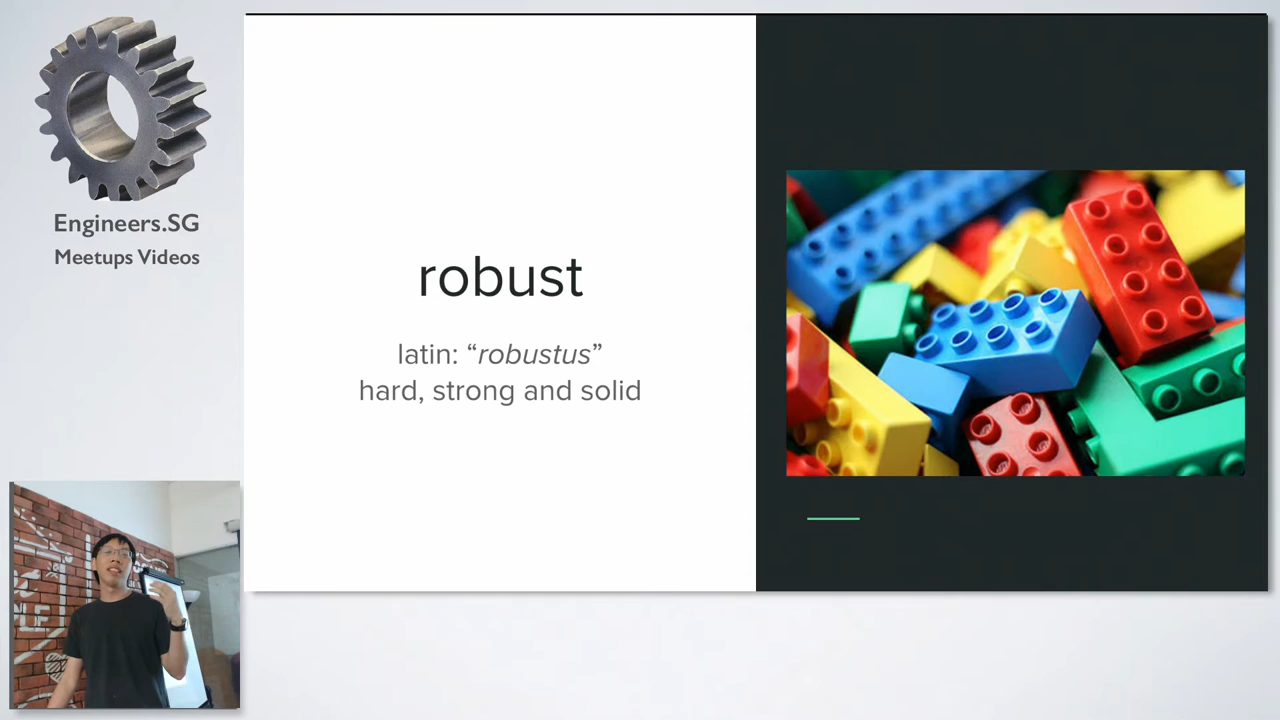 Engineers.SG
Meetups Videos
robust
latin: “robustus”
hard, strong and solid